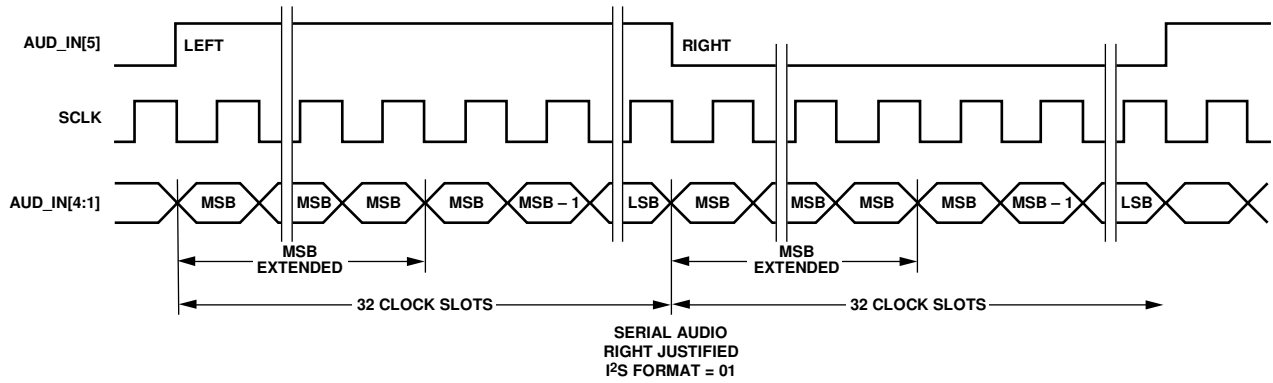 AUD_IN[5]
LEFT
RIGHT
SCLK
AUD_IN[4:1]
MSB
MSB
MSB
MSB
MSB – 1
LSB
MSB
MSB
MSB
MSB
MSB – 1
LSB
MSB
EXTENDED
MSB
EXTENDED
32 CLOCK SLOTS
32 CLOCK SLOTS
SERIAL AUDIO
RIGHT JUSTIFIED
I²S FORMAT = 01